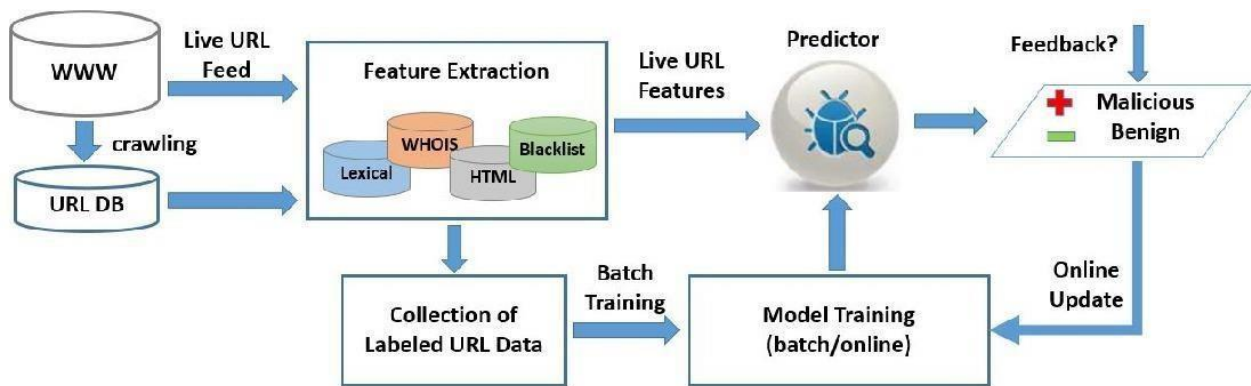 WWW
Live URL
Feed
crawling
URL DB
Feature Extraction
Lexical
WHOIS
HTML
Blacklist
Live URL
Features
Predictor
Feedback?
Malicious
Benign
Collection of
Labeled URL Data
Batch
Training
Model Training
(batch/online)
Online
Update